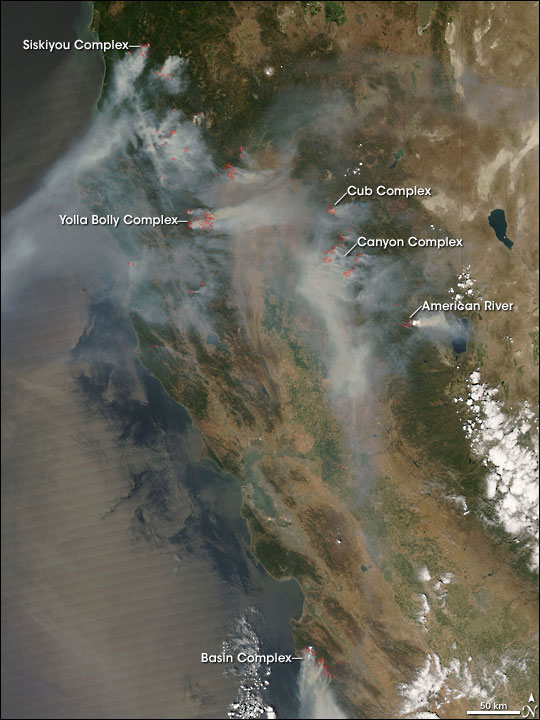 Siskiyou Complex
Cub Complex
Yolla Bolly Complex
Canyon Complex
American River
Basin Complex
50 km
N